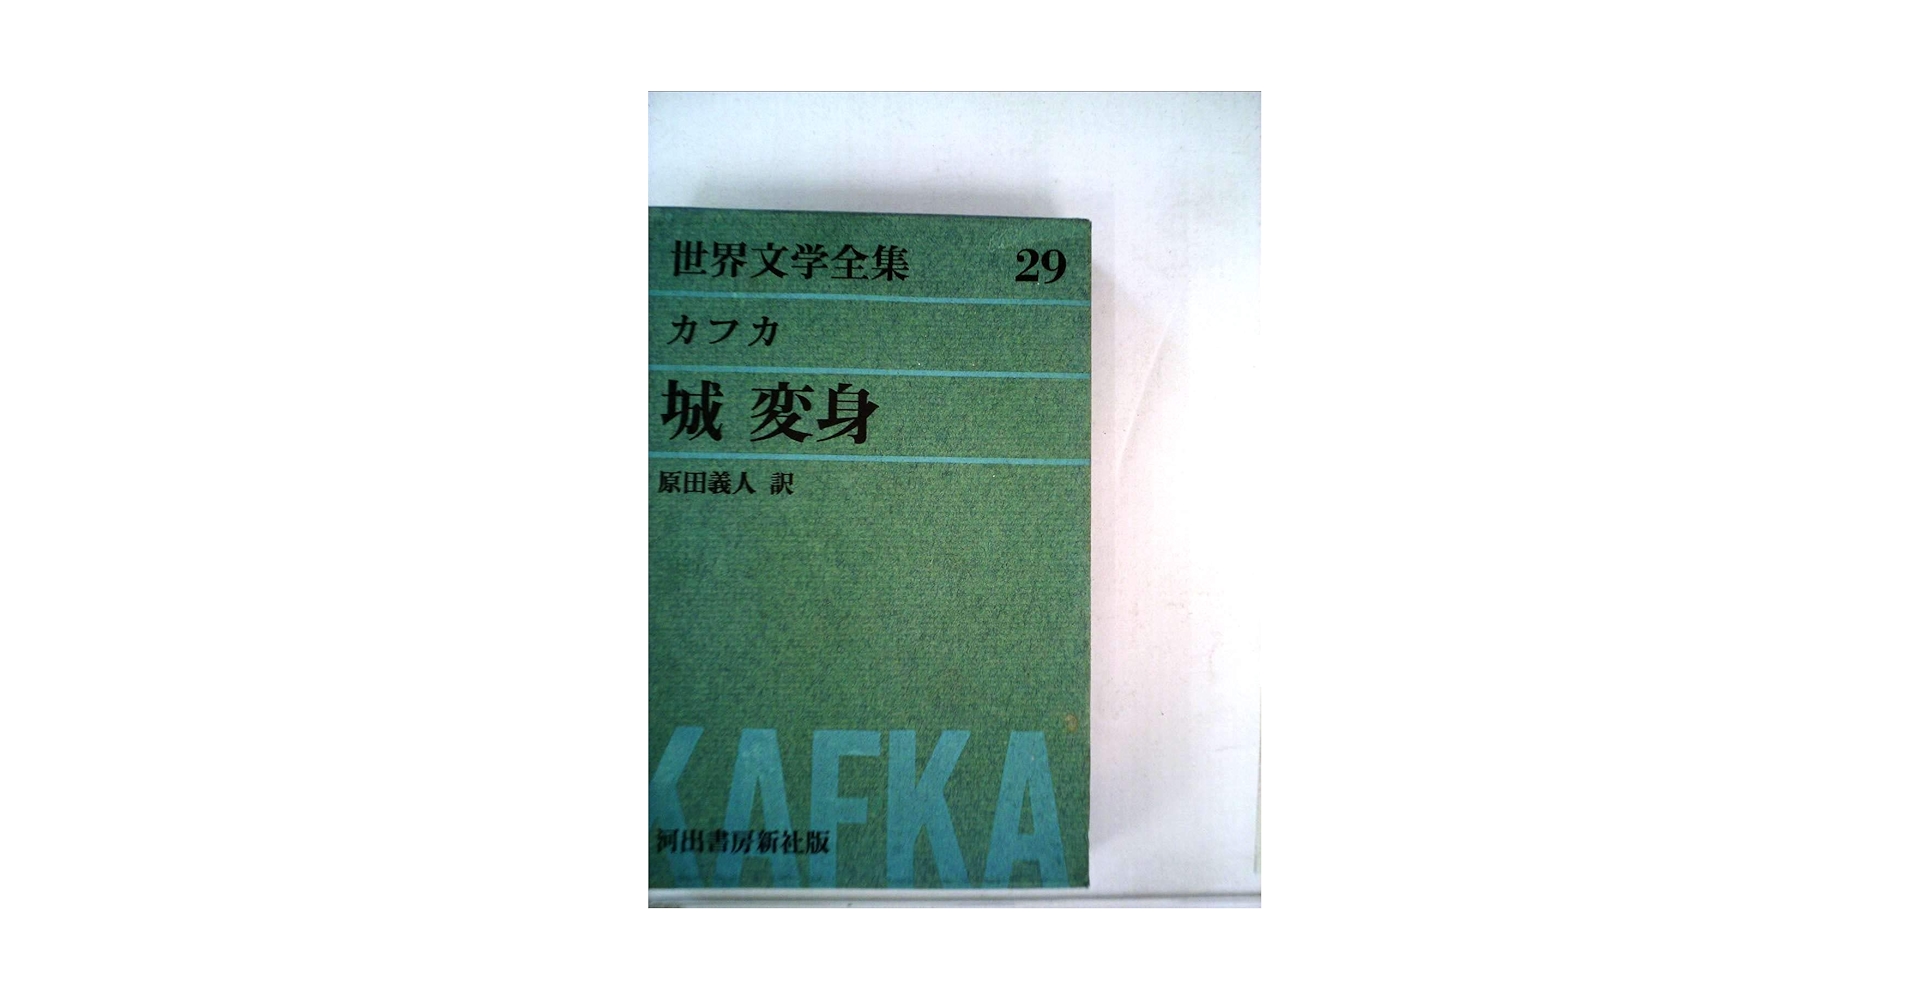 世界文学全集 29
カフカ
城 変身
原田義人 訳
KAFKA
河出書房新社版